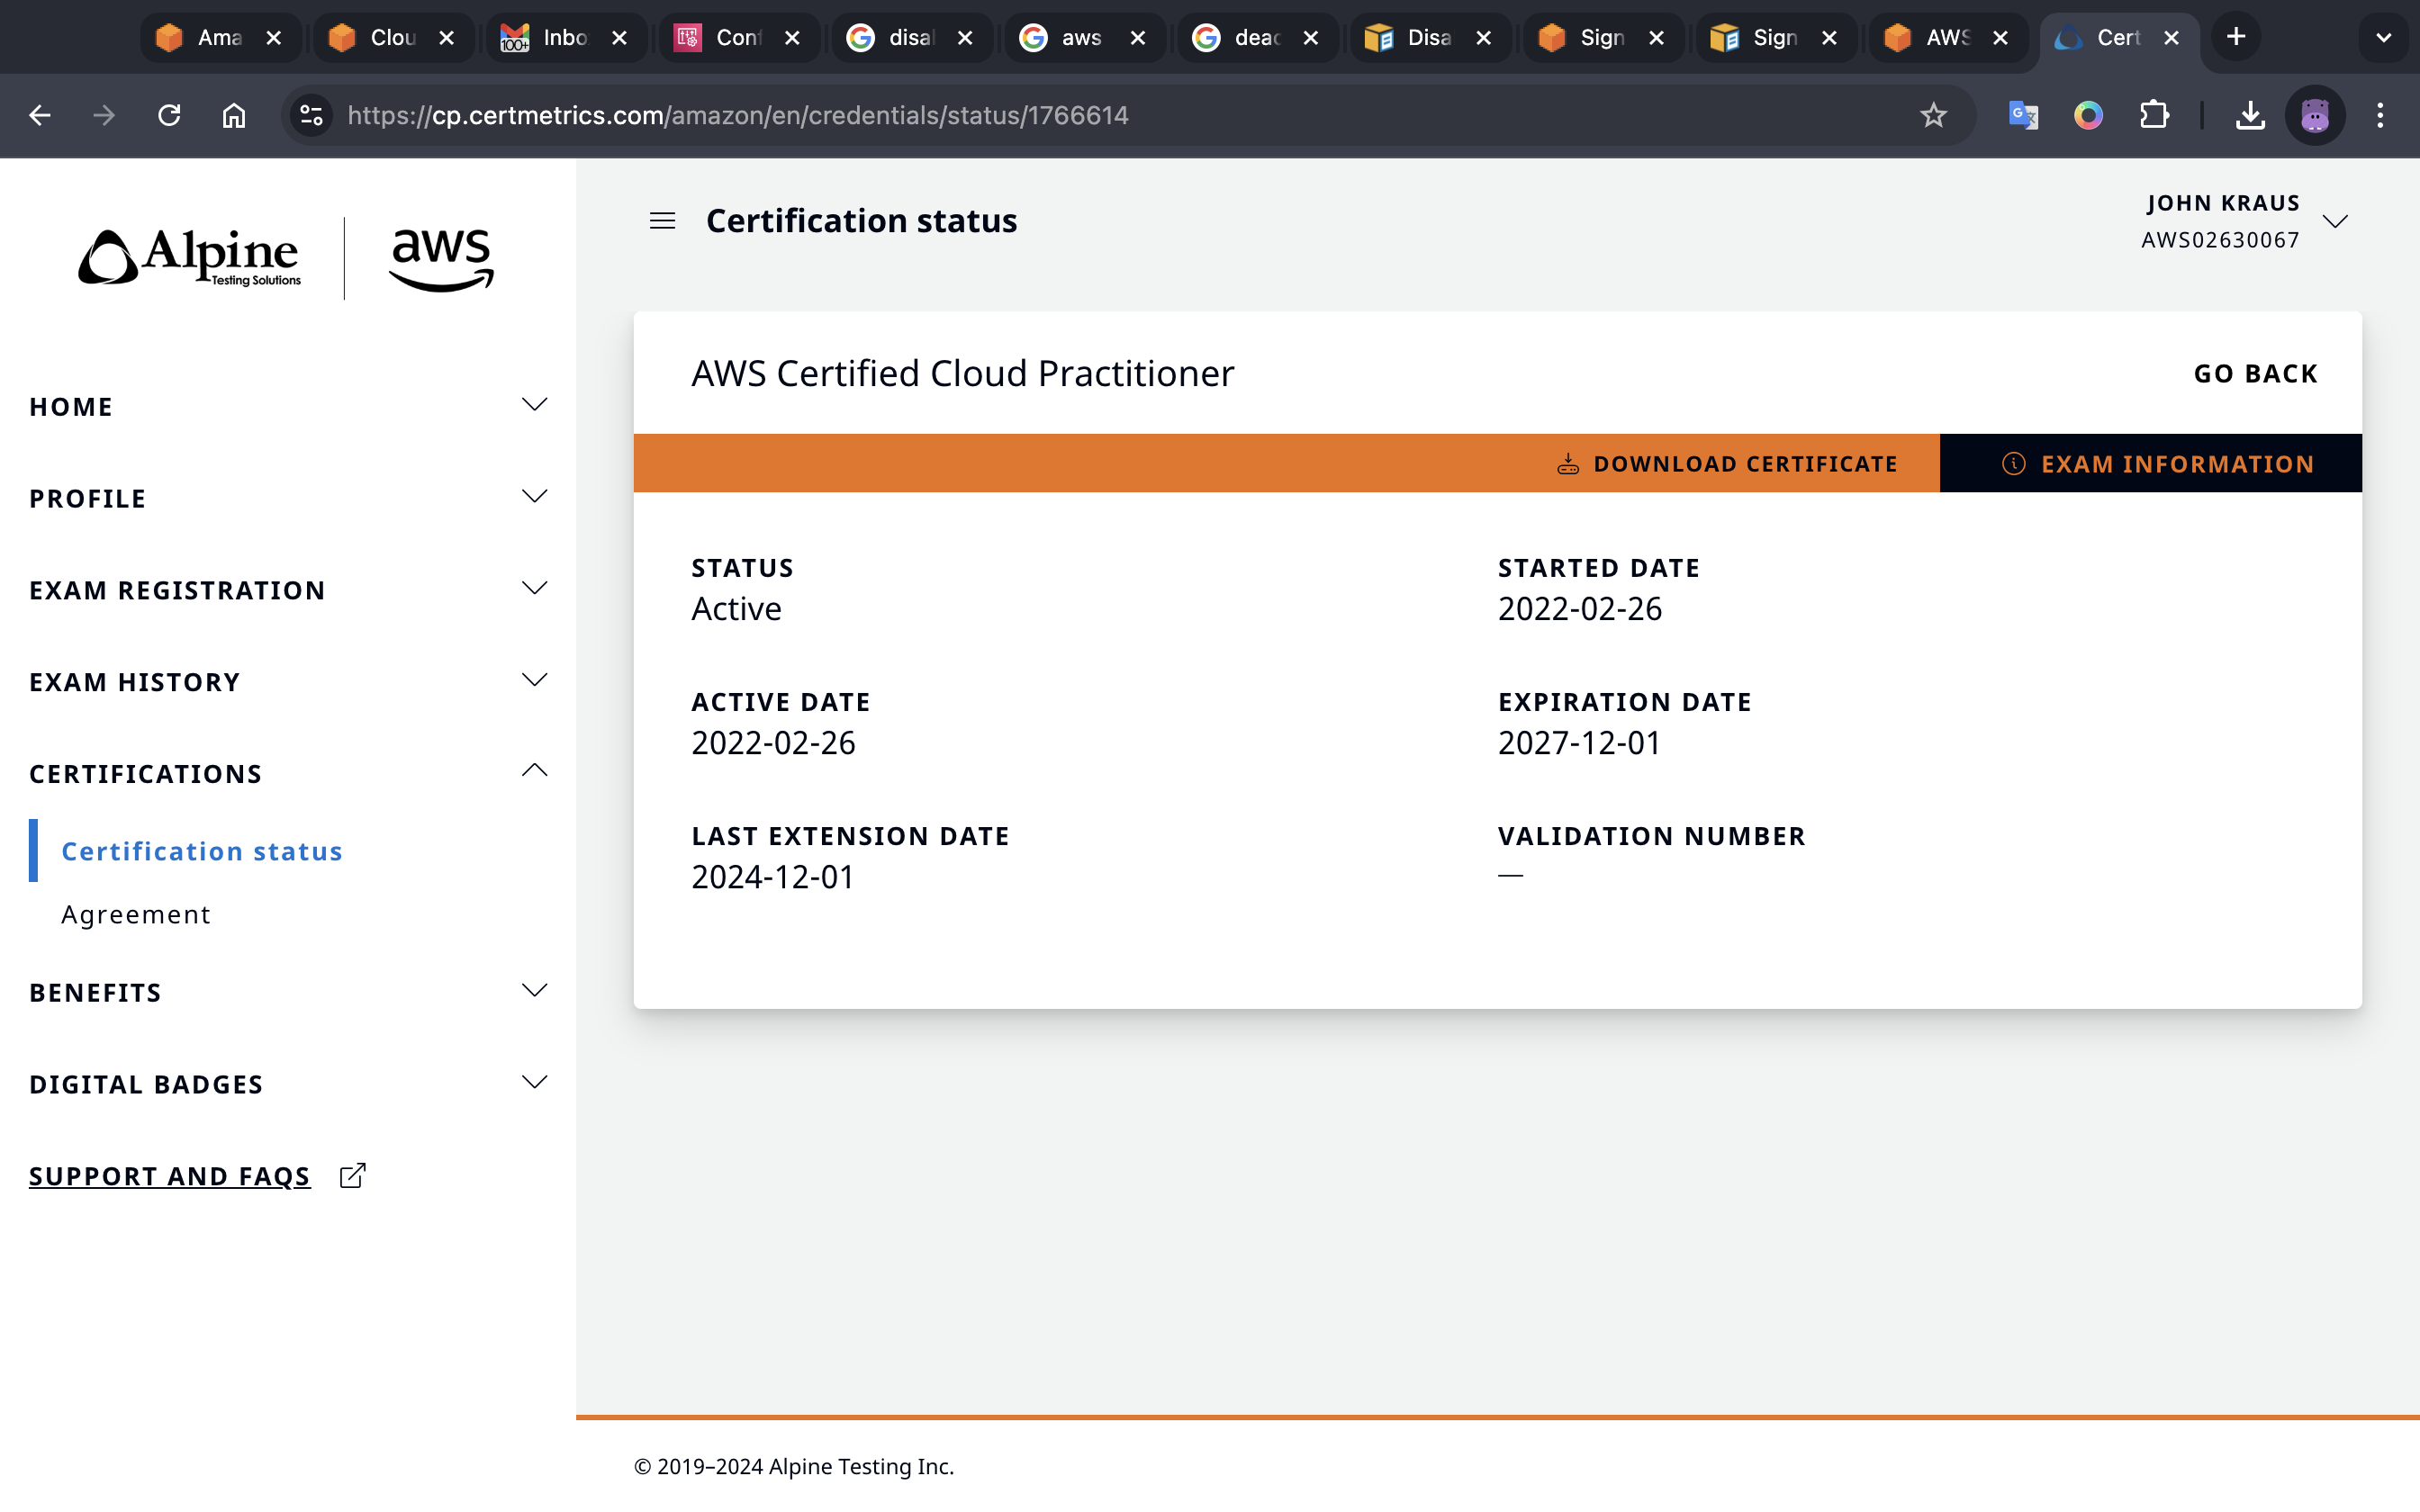 Ama
Clou
Inbo
Conf
disal
aws
deac
Disa
Sign
Sign
AWS
Cert
https://cp.certmetrics.com/amazon/en/credentials/status/1766614
Alpine
Testing Solutions
aws
HOME
PROFILE
EXAM REGISTRATION
EXAM HISTORY
CERTIFICATIONS
Certification status
Agreement
BENEFITS
DIGITAL BADGES
SUPPORT AND FAQS
Certification status
JOHN KRAUS
AWS02630067
AWS Certified Cloud Practitioner
GO BACK
DOWNLOAD CERTIFICATE
EXAM INFORMATION
STATUS
Active
STARTED DATE
2022-02-26
ACTIVE DATE
2022-02-26
EXPIRATION DATE
2027-12-01
LAST EXTENSION DATE
2024-12-01
VALIDATION NUMBER
—
© 2019–2024 Alpine Testing Inc.